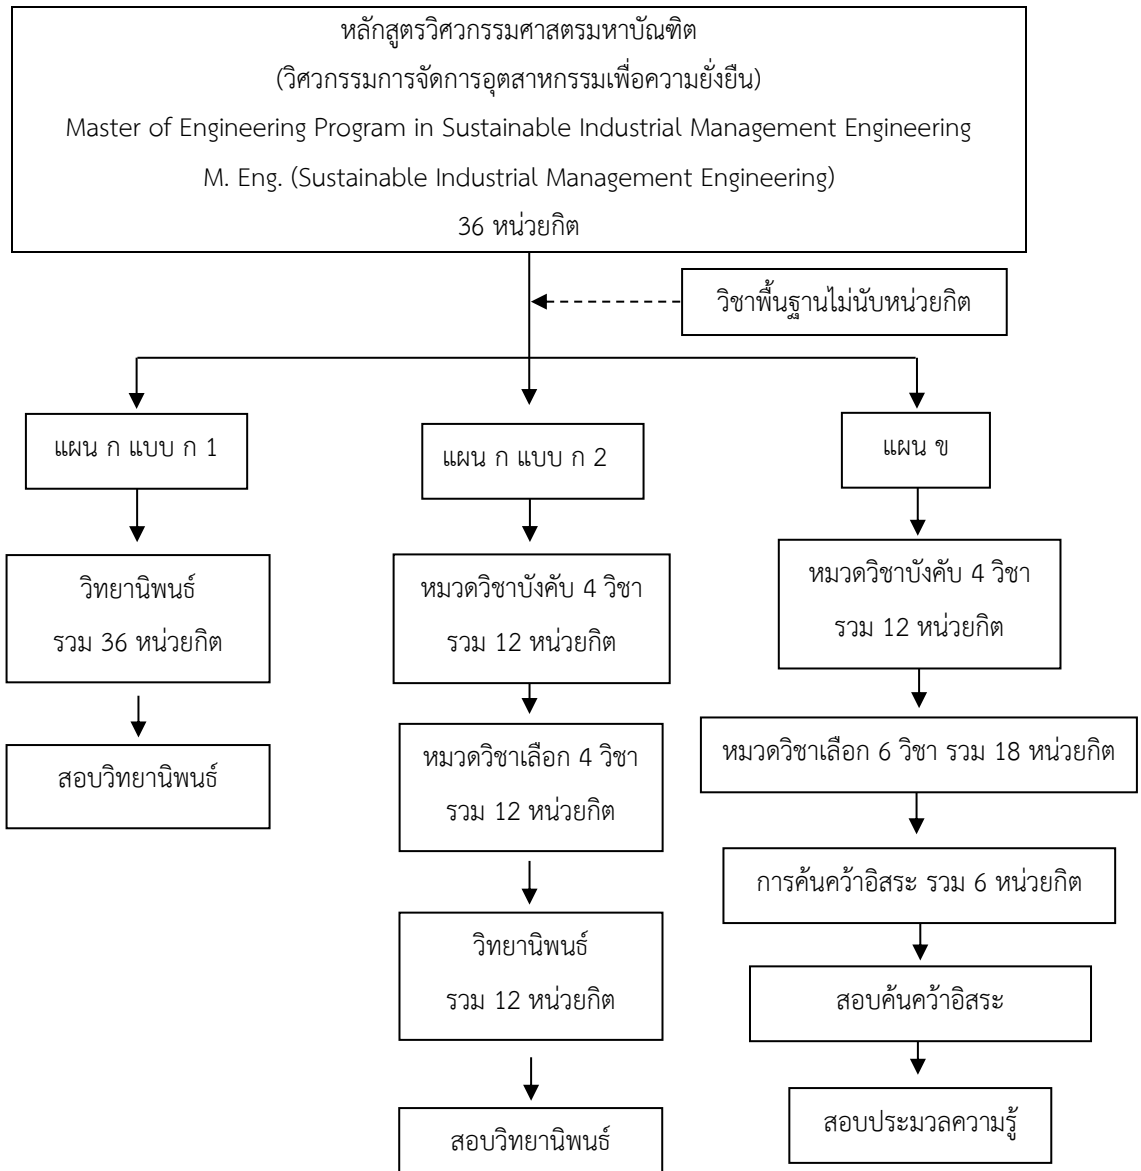 หลักสูตรวิศวกรรมศาสตรมหาบัณฑิต
(วิศวกรรมการจัดการอุตสาหกรรมเพื่อความยั่งยืน)
Master of Engineering Program in Sustainable Industrial Management Engineering
M. Eng. (Sustainable Industrial Management Engineering)
36 หน่วยกิต
วิชาพื้นฐานไม่นับหน่วยกิต
แผน ก แบบ ก 1
วิทยานิพนธ์
รวม 36 หน่วยกิต
สอบวิทยานิพนธ์
แผน ก แบบ ก 2
หมวดวิชาบังคับ 4 วิชา
รวม 12 หน่วยกิต
หมวดวิชาเลือก 4 วิชา
รวม 12 หน่วยกิต
วิทยานิพนธ์
รวม 12 หน่วยกิต
สอบวิทยานิพนธ์
แผน ข
หมวดวิชาบังคับ 4 วิชา
รวม 12 หน่วยกิต
หมวดวิชาเลือก 6 วิชา รวม 18 หน่วยกิต
การค้นคว้าอิสระ รวม 6 หน่วยกิต
สอบค้นคว้าอิสระ
สอบประมวลความรู้